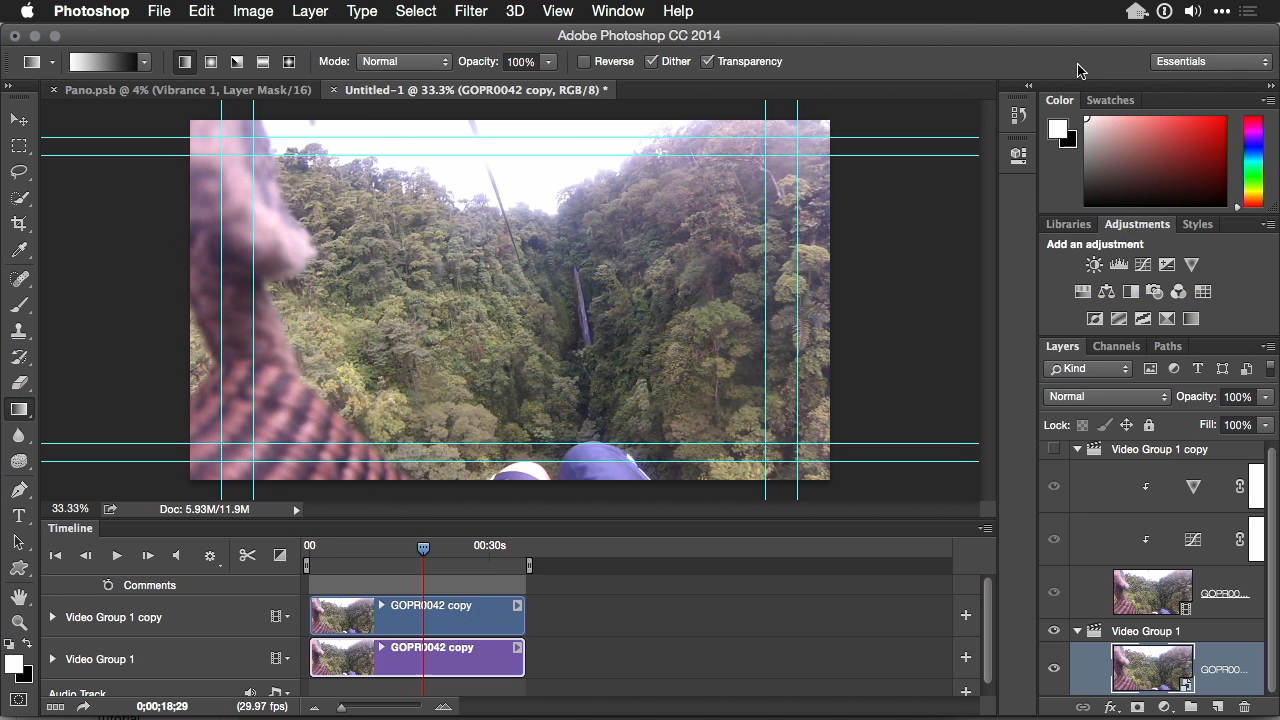 Photoshop File Edit Image Layer Type Select Filter 3D View Window Help
Adobe Photoshop CC 2014
Mode: Normal Opacity: 100% Reverse Dither Transparency Essentials
Pano.psb @ 4% (Vibrance 1, Layer Mask/16) Untitled-1 @ 33.3% (GOPR0042 copy, RGB/8) *
Color Swatches
Libraries Adjustments Styles
Add an adjustment
Layers Channels Paths
Kind
Normal Opacity: 100%
Lock: Fill: 100%
Video Group 1 copy
GOPR0...
Video Group 1
GOPR00...
33.33% Doc: 5.93M/11.9M
Timeline
00 00:30s
Comments
Video Group 1 copy GOPR0042 copy
Video Group 1 GOPR0042 copy
Audio Track
0;00;18;29 (29.97 fps)